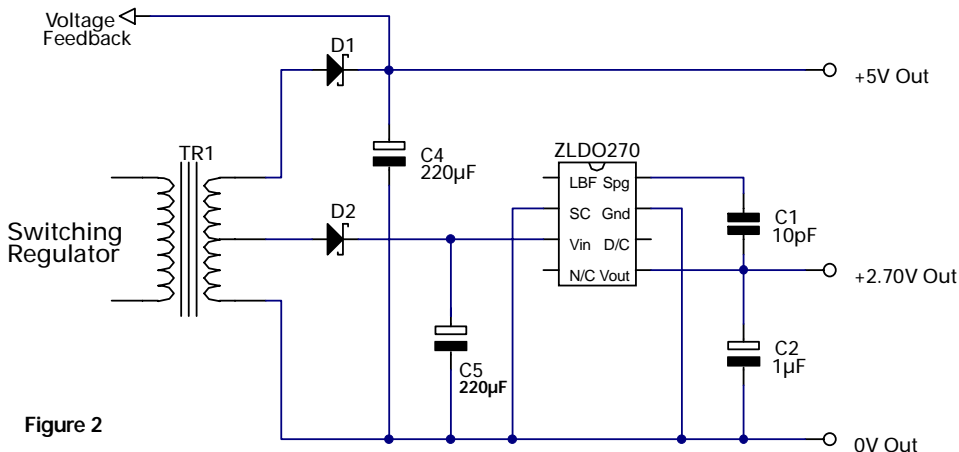 Voltage
Feedback
D1
+5V Out
TR1
C4
220µF
ZLDO270
LBF Spg
SC Gnd
Vin D/C
N/C Vout
C1
10pF
D2
Switching
Regulator
+2.70V Out
C2
1µF
C5
220µF
Figure 2
0V Out